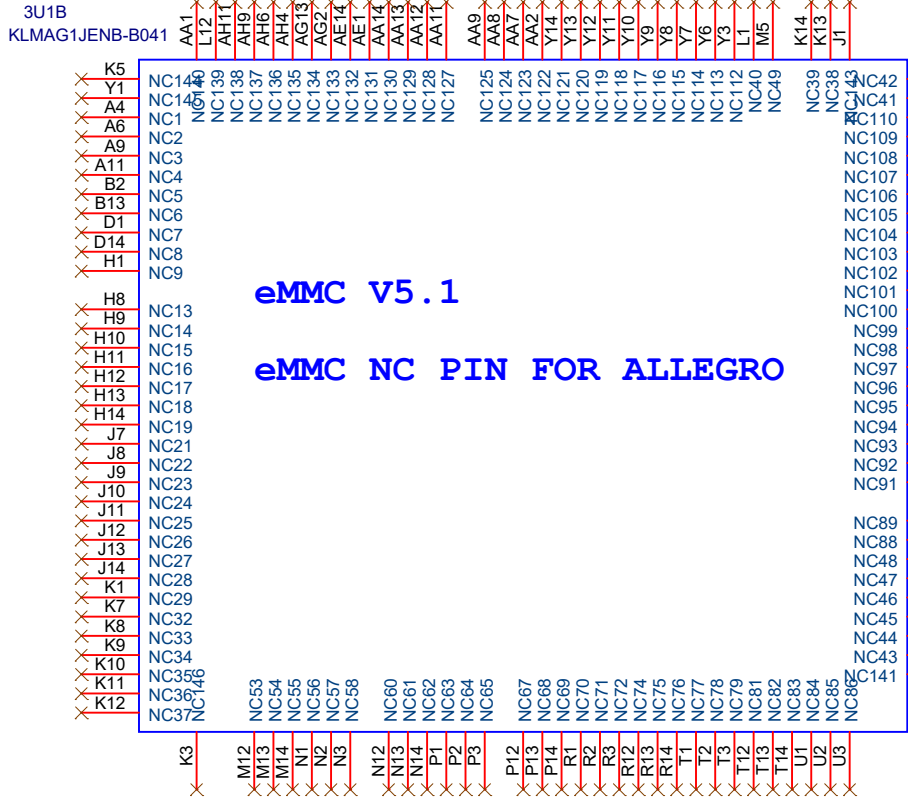 3U1B
KLMAG1JENB-B041
AA1
L12
AH11
AH9
AH6
AH4
AG13
AG2
AE14
AE1
AA14
AA13
AA12
AA11
AA9
AA8
AA7
AA2
Y14
Y13
Y12
Y11
Y10
Y9
Y8
Y7
Y6
Y3
L1
M5
K14
K13
J1
NC140
NC139
NC138
NC137
NC136
NC135
NC134
NC133
NC132
NC131
NC130
NC129
NC128
NC127
NC125
NC124
NC123
NC122
NC121
NC120
NC119
NC118
NC117
NC116
NC115
NC114
NC113
NC112
NC40
NC49
NC39
NC38
NC143
K5 NC144
Y1 NC145
A4 NC1
A6 NC2
A9 NC3
A11 NC4
B2 NC5
B13 NC6
D1 NC7
D14 NC8
H1 NC9
H8 NC13
H9 NC14
H10 NC15
H11 NC16
H12 NC17
H13 NC18
H14 NC19
J7 NC21
J8 NC22
J9 NC23
J10 NC24
J11 NC25
J12 NC26
J13 NC27
J14 NC28
K1 NC29
K7 NC32
K8 NC33
K9 NC34
K10 NC35
K11 NC36
K12 NC37
eMMC V5.1
eMMC NC PIN FOR ALLEGRO
NC42
NC41
NC110
NC109
NC108
NC107
NC106
NC105
NC104
NC103
NC102
NC101
NC100
NC99
NC98
NC97
NC96
NC95
NC94
NC93
NC92
NC91
NC89
NC88
NC48
NC47
NC46
NC45
NC44
NC43
NC141
NC146
NC53
NC54
NC55
NC56
NC57
NC58
NC60
NC61
NC62
NC63
NC64
NC65
NC67
NC68
NC69
NC70
NC71
NC72
NC74
NC75
NC76
NC77
NC78
NC79
NC81
NC82
NC83
NC84
NC85
NC86
K3
M12
M13
M14
N1
N2
N3
N12
N13
N14
P1
P2
P3
P12
P13
P14
R1
R2
R3
R12
R13
R14
T1
T2
T3
T12
T13
T14
U1
U2
U3